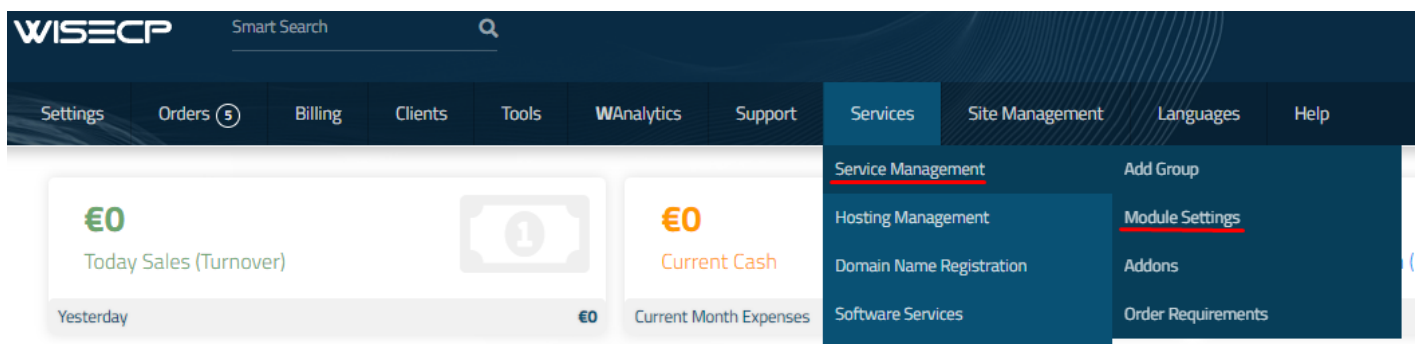 WISECP
Smart Search
Settings Orders 5 Billing Clients Tools WAnalytics Support Services Site Management Languages Help
Service Management Add Group
Hosting Management Module Settings
Domain Name Registration Addons
Software Services Order Requirements
€0
1
Today Sales (Turnover)
Yesterday €0
€0
Current Cash
Current Month Expenses
(